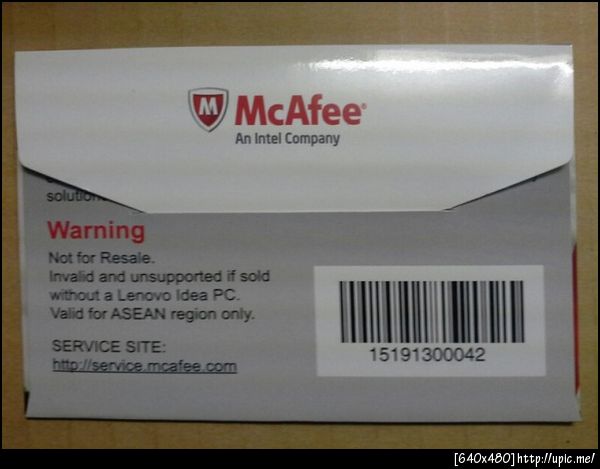 McAfee®
An Intel Company
solution
Warning
Not for Resale.
Invalid and unsupported if sold
without a Lenovo Idea PC.
Valid for ASEAN region only.
SERVICE SITE:
http://service.mcafee.com
15191300042
[640x480]http://upic.me/